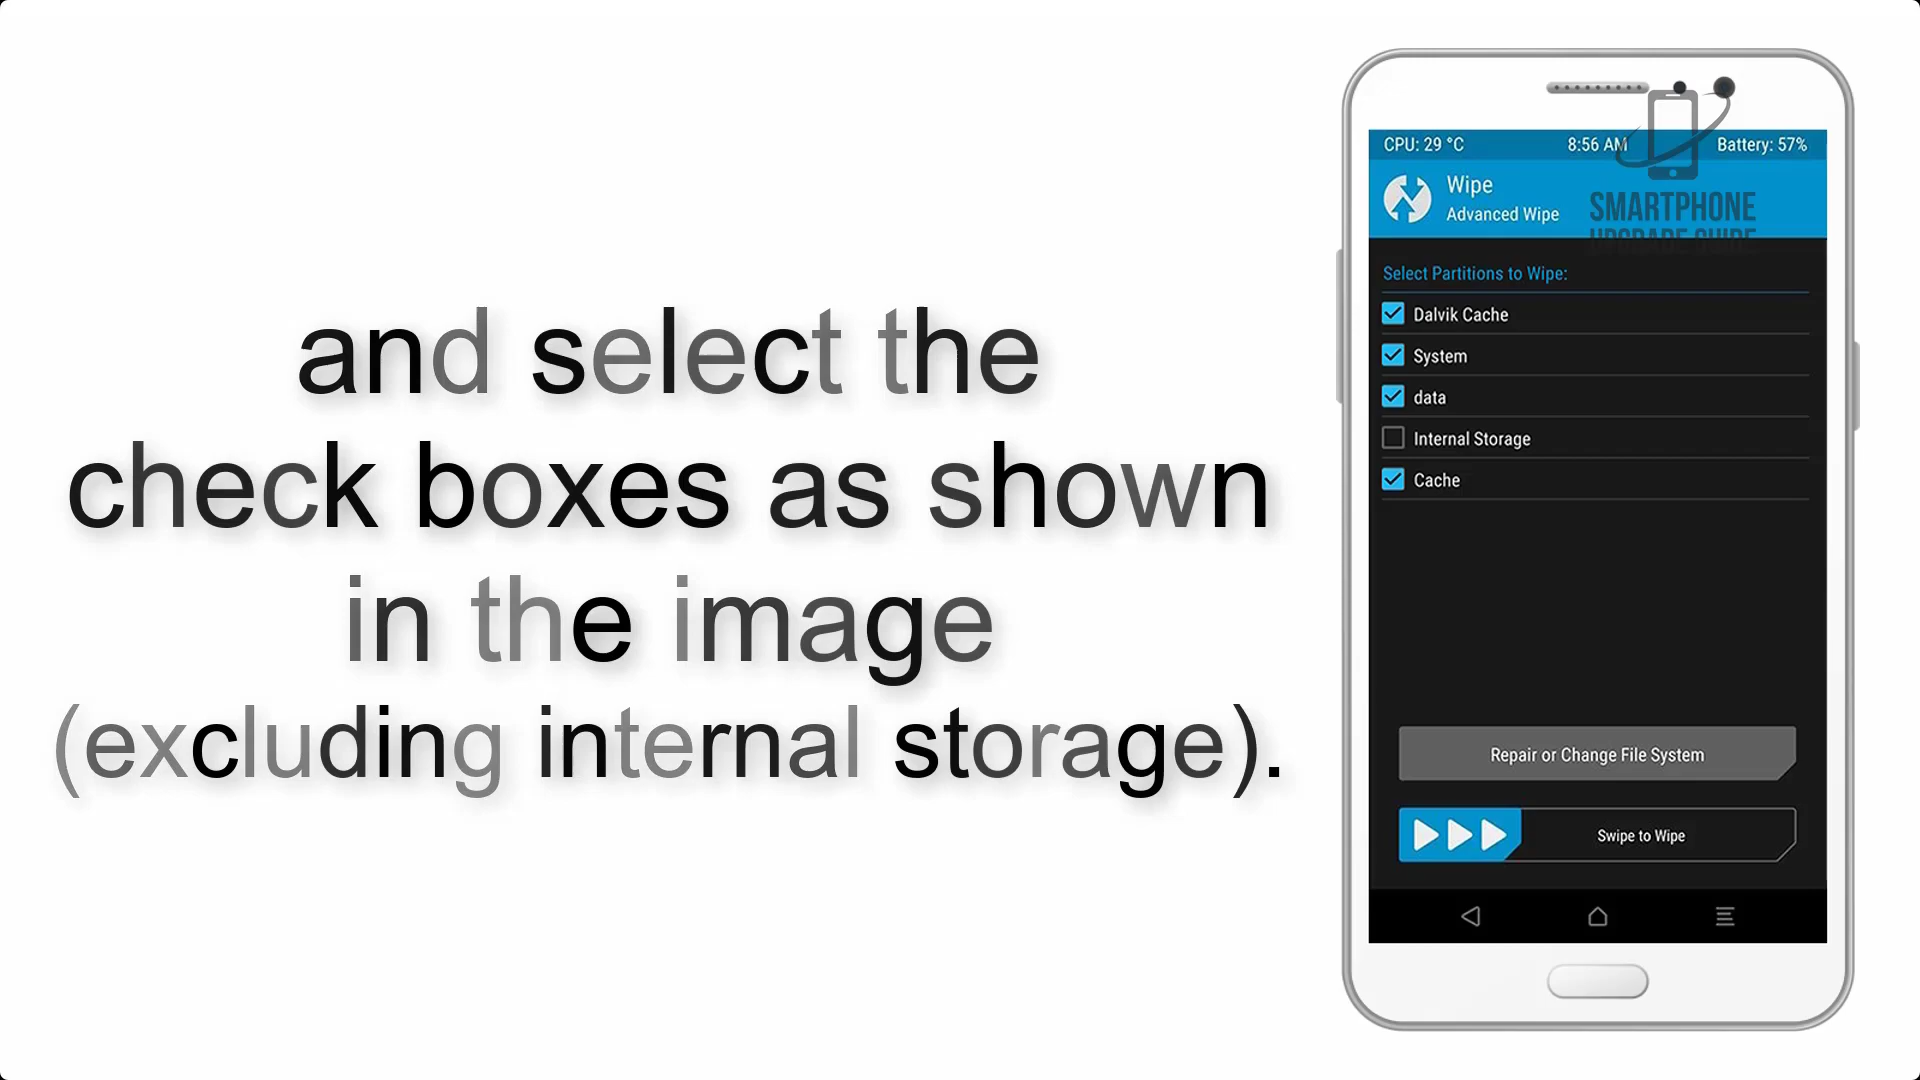 and select the
check boxes as shown
in the image
(excluding internal storage).
CPU: 29 °C 8:56 AM Battery: 57%
Wipe
Advanced Wipe
SMARTPHONE
UPGRADE GUIDE
Select Partitions to Wipe:
Dalvik Cache
System
data
Internal Storage
Cache
Repair or Change File System
Swipe to Wipe